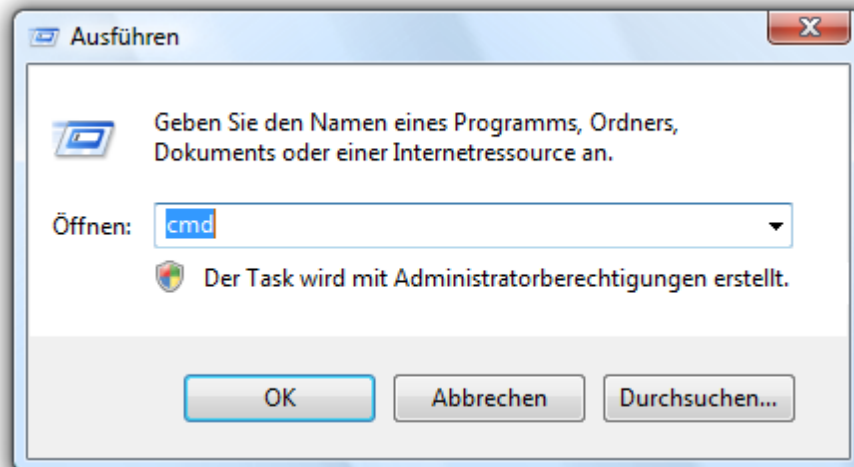 Ausführen
Geben Sie den Namen eines Programms, Ordners,
Dokuments oder einer Internetressource an.
Öffnen: cmd
Der Task wird mit Administratorberechtigungen erstellt.
OK Abbrechen Durchsuchen...